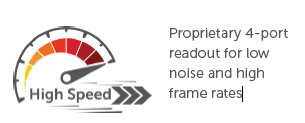 High Speed
Proprietary 4-port
readout for low
noise and high
frame rates